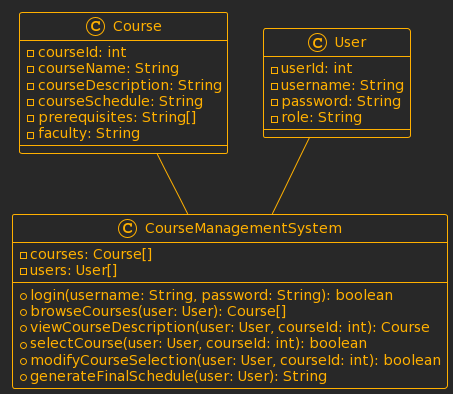 C Course
courseId: int
courseName: String
courseDescription: String
courseSchedule: String
prerequisites: String[]
faculty: String
C User
userId: int
username: String
password: String
role: String
C CourseManagementSystem
courses: Course[]
users: User[]
login(username: String, password: String): boolean
browseCourses(user: User): Course[]
viewCourseDescription(user: User, courseId: int): Course
selectCourse(user: User, courseId: int): boolean
modifyCourseSelection(user: User, courseId: int): boolean
generateFinalSchedule(user: User): String